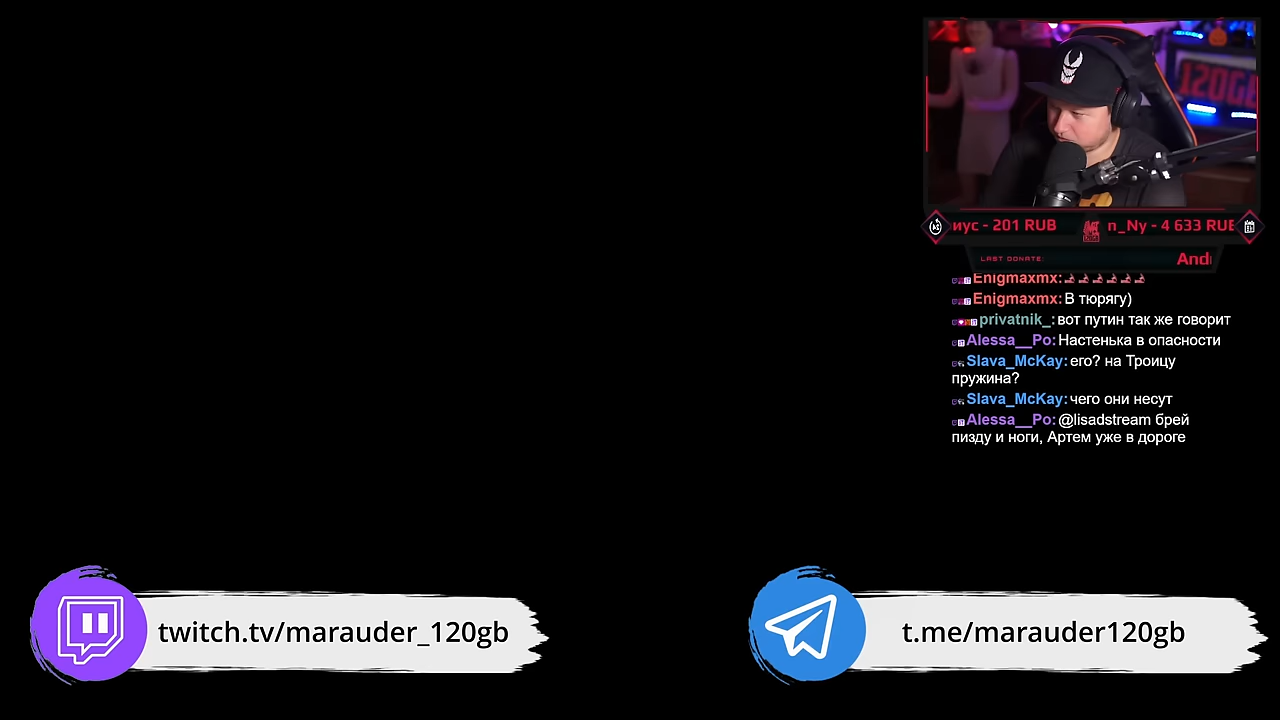 120GB
иус - 201 RUB
n_Ny - 4 633 RUB
LAST DONATE:
And
Enigmaxmx:
Enigmaxmx: В тюрягу)
privatnik_: вот путин так же говорит
Alessa__Po: Настенька в опасности
Slava_McKay: его? на Троицу
пружина?
Slava_McKay: чего они несут
Alessa__Po: @lisadstream брей
пизду и ноги, Артем уже в дороге
twitch.tv/marauder_120gb
t.me/marauder120gb